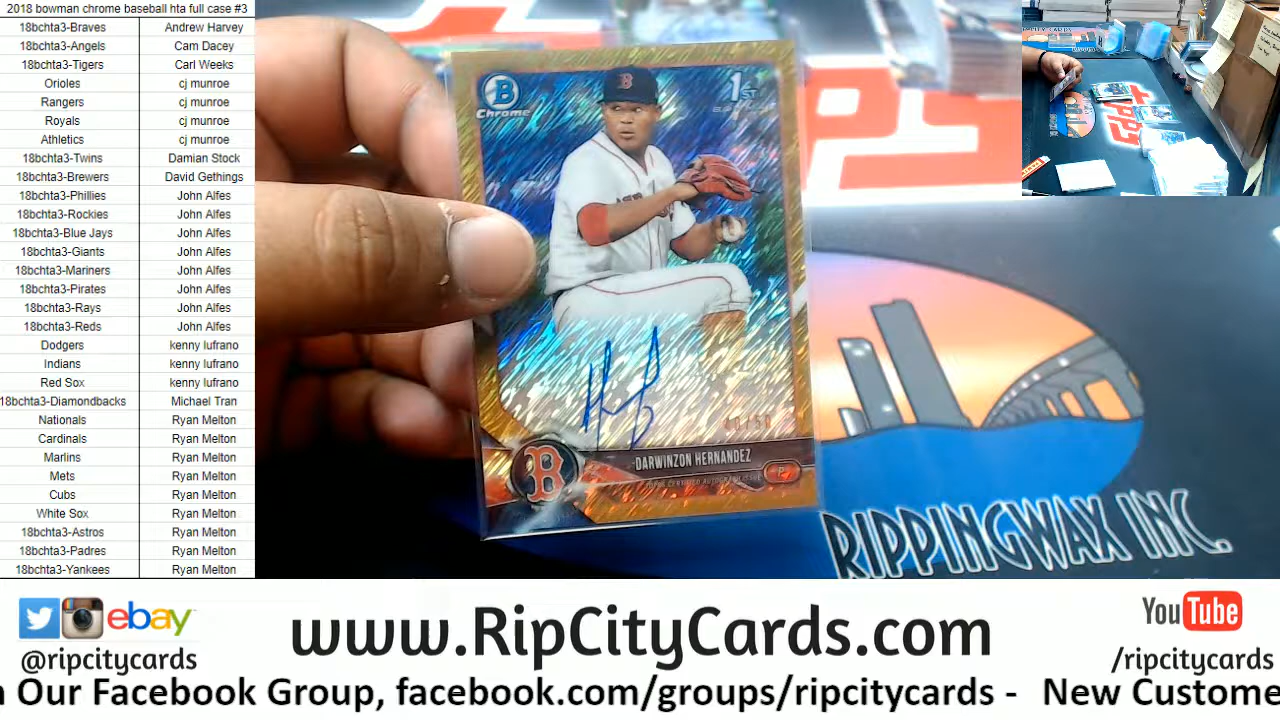 2018 bowman chrome baseball hta full case #3
18bchta3-Braves Andrew Harvey
18bchta3-Angels Cam Dacey
18bchta3-Tigers Carl Weeks
Orioles cj munroe
Rangers cj munroe
Royals cj munroe
Athletics cj munroe
18bchta3-Twins Damian Stock
18bchta3-Brewers David Gethings
18bchta3-Phillies John Alfes
18bchta3-Rockies John Alfes
18bchta3-Blue Jays John Alfes
18bchta3-Giants John Alfes
18bchta3-Mariners John Alfes
18bchta3-Pirates John Alfes
18bchta3-Rays John Alfes
18bchta3-Reds John Alfes
Dodgers kenny lufrano
Indians kenny lufrano
Red Sox kenny lufrano
18bchta3-Diamondbacks Michael Tran
Nationals Ryan Melton
Cardinals Ryan Melton
Marlins Ryan Melton
Mets Ryan Melton
Cubs Ryan Melton
White Sox Ryan Melton
18bchta3-Astros Ryan Melton
18bchta3-Padres Ryan Melton
18bchta3-Yankees Ryan Melton
B
Chrome
1ST
B
B
DARWINZON HERNANDEZ
P
TOPPS CERTIFIED AUTOGRAPH ISSUE
RIPPINGWAX INC.
ebay
@ripcitycards
www.RipCityCards.com
YouTube
/ripcitycards
n Our Facebook Group, facebook.com/groups/ripcitycards - New Custome